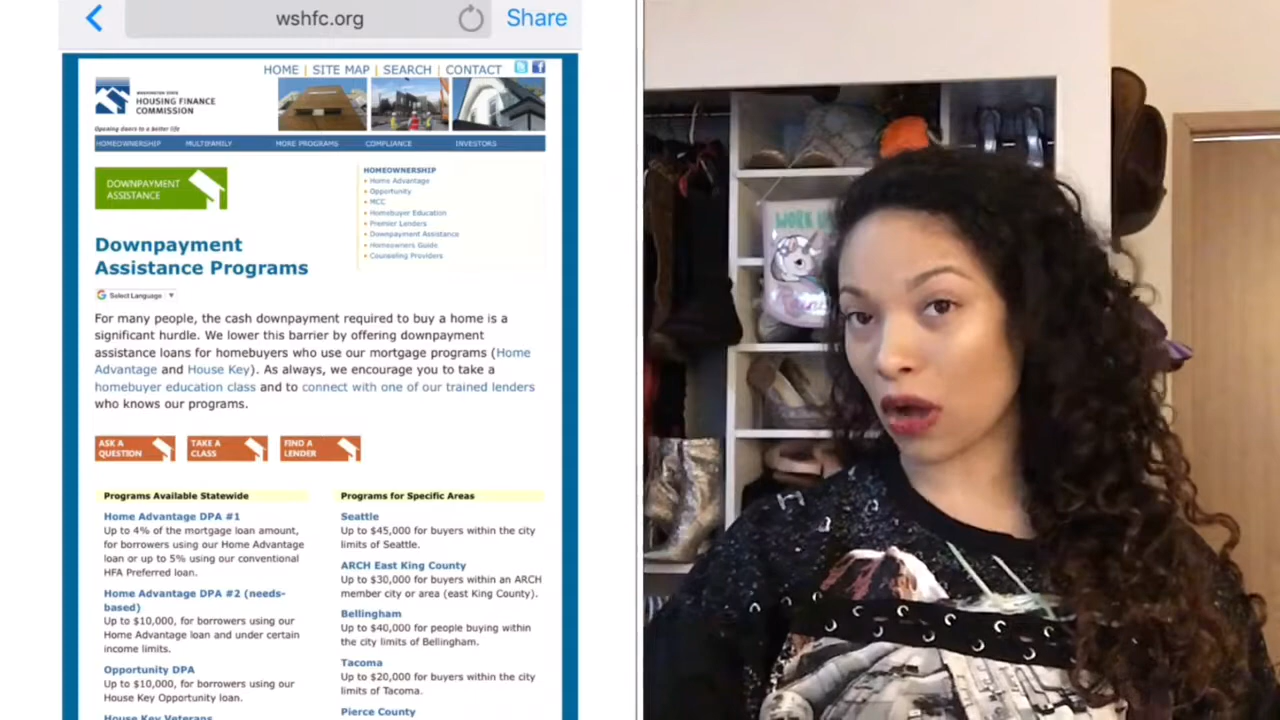 wshfc.org
Share
HOME | SITE MAP | SEARCH | CONTACT
WASHINGTON STATE
HOUSING FINANCE
COMMISSION
Opening doors to a better life
HOMEOWNERSHIP MULTIFAMILY MORE PROGRAMS COMPLIANCE INVESTORS
DOWNPAYMENT
ASSISTANCE
HOMEOWNERSHIP
• Home Advantage
• Opportunity
• MCC
• Homebuyer Education
• Premier Lenders
• Downpayment Assistance
• Homeowners Guide
• Counseling Providers
Downpayment
Assistance Programs
Select Language
For many people, the cash downpayment required to buy a home is a
significant hurdle. We lower this barrier by offering downpayment
assistance loans for homebuyers who use our mortgage programs (Home
Advantage and House Key). As always, we encourage you to take a
homebuyer education class and to connect with one of our trained lenders
who knows our programs.
ASK A
QUESTION
TAKE A
CLASS
FIND A
LENDER
Programs Available Statewide
Home Advantage DPA #1
Up to 4% of the mortgage loan amount,
for borrowers using our Home Advantage
loan or up to 5% using our conventional
HFA Preferred loan.
Home Advantage DPA #2 (needs-
based)
Up to $10,000, for borrowers using our
Home Advantage loan and under certain
income limits.
Opportunity DPA
Up to $10,000, for borrowers using our
House Key Opportunity loan.
House Key Veterans
Programs for Specific Areas
Seattle
Up to $45,000 for buyers within the city
limits of Seattle.
ARCH East King County
Up to $30,000 for buyers within an ARCH
member city or area (east King County).
Bellingham
Up to $40,000 for people buying within
the city limits of Bellingham.
Tacoma
Up to $20,000 for buyers within the city
limits of Tacoma.
Pierce County
WORK